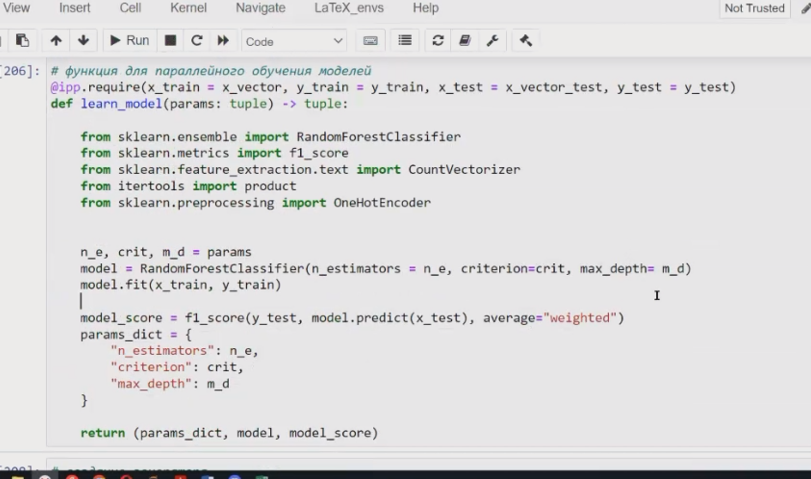 View Insert Cell Kernel Navigate LaTeX_envs Help Not Trusted
Run Code
[206]: # функция для параллейного обучения моделей
@ipp.require(x_train = x_vector, y_train = y_train, x_test = x_vector_test, y_test = y_test)
def learn_model(params: tuple) -> tuple:
from sklearn.ensemble import RandomForestClassifier
from sklearn.metrics import f1_score
from sklearn.feature_extraction.text import CountVectorizer
from itertools import product
from sklearn.preprocessing import OneHotEncoder
n_e, crit, m_d = params
model = RandomForestClassifier(n_estimators = n_e, criterion=crit, max_depth= m_d)
model.fit(x_train, y_train)
model_score = f1_score(y_test, model.predict(x_test), average="weighted")
params_dict = {
"n_estimators": n_e,
"criterion": crit,
"max_depth": m_d
}
return (params_dict, model, model_score)